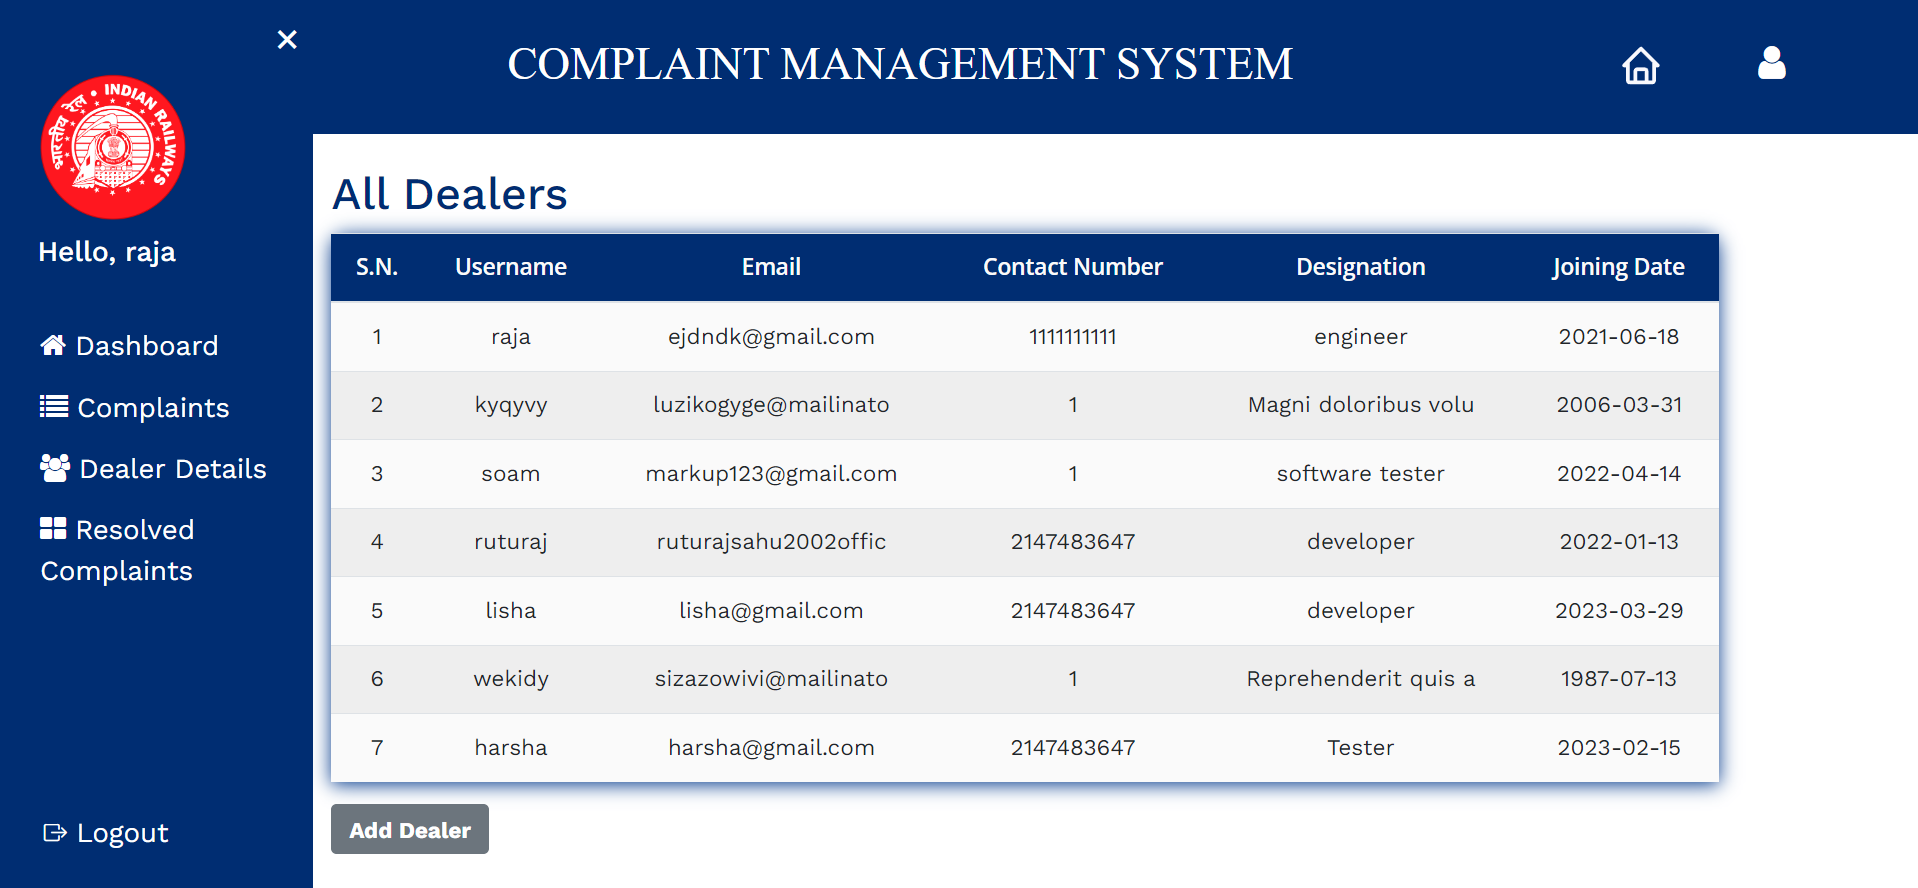 ×
COMPLAINT MANAGEMENT SYSTEM
भारतीय रेल • INDIAN RAILWAYS
Hello, raja
Dashboard
Complaints
Dealer Details
Resolved
Complaints
Logout
All Dealers
S.N. Username Email Contact Number Designation Joining Date
1 raja ejdndk@gmail.com 1111111111 engineer 2021-06-18
2 kyqyvy luzikogyge@mailinato 1 Magni doloribus volu 2006-03-31
3 soam markup123@gmail.com 1 software tester 2022-04-14
4 ruturaj ruturajsahu2002offic 2147483647 developer 2022-01-13
5 lisha lisha@gmail.com 2147483647 developer 2023-03-29
6 wekidy sizazowivi@mailinato 1 Reprehenderit quis a 1987-07-13
7 harsha harsha@gmail.com 2147483647 Tester 2023-02-15
Add Dealer